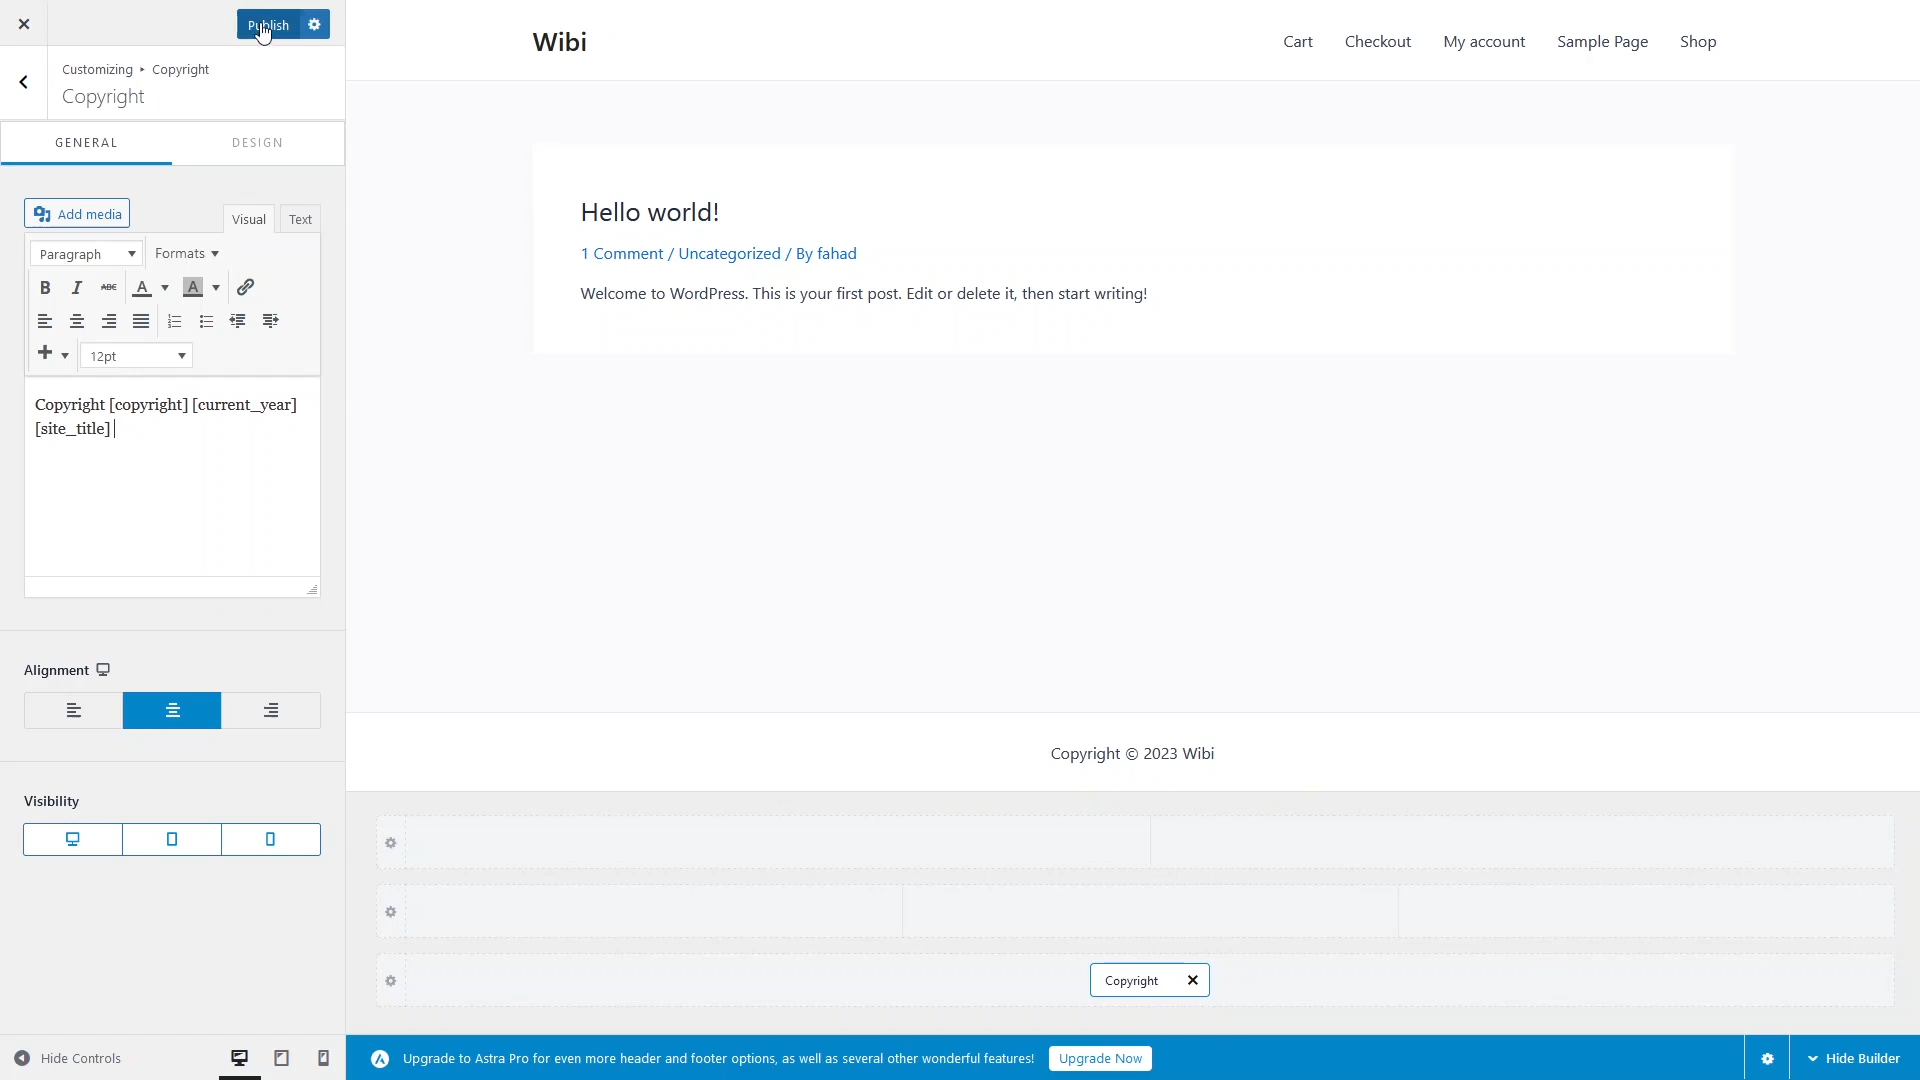 Publish
Customizing ▸ Copyright
Copyright
GENERAL
DESIGN
Add media
Visual
Text
Paragraph
Formats
B
I
ABC
A
A
12pt
Copyright [copyright] [current_year]
[site_title]
Alignment
Visibility
Hide Controls
Wibi
Cart
Checkout
My account
Sample Page
Shop
Hello world!
1 Comment / Uncategorized / By fahad
Welcome to WordPress. This is your first post. Edit or delete it, then start writing!
Copyright © 2023 Wibi
Copyright
Upgrade to Astra Pro for even more header and footer options, as well as several other wonderful features!
Upgrade Now
Hide Builder